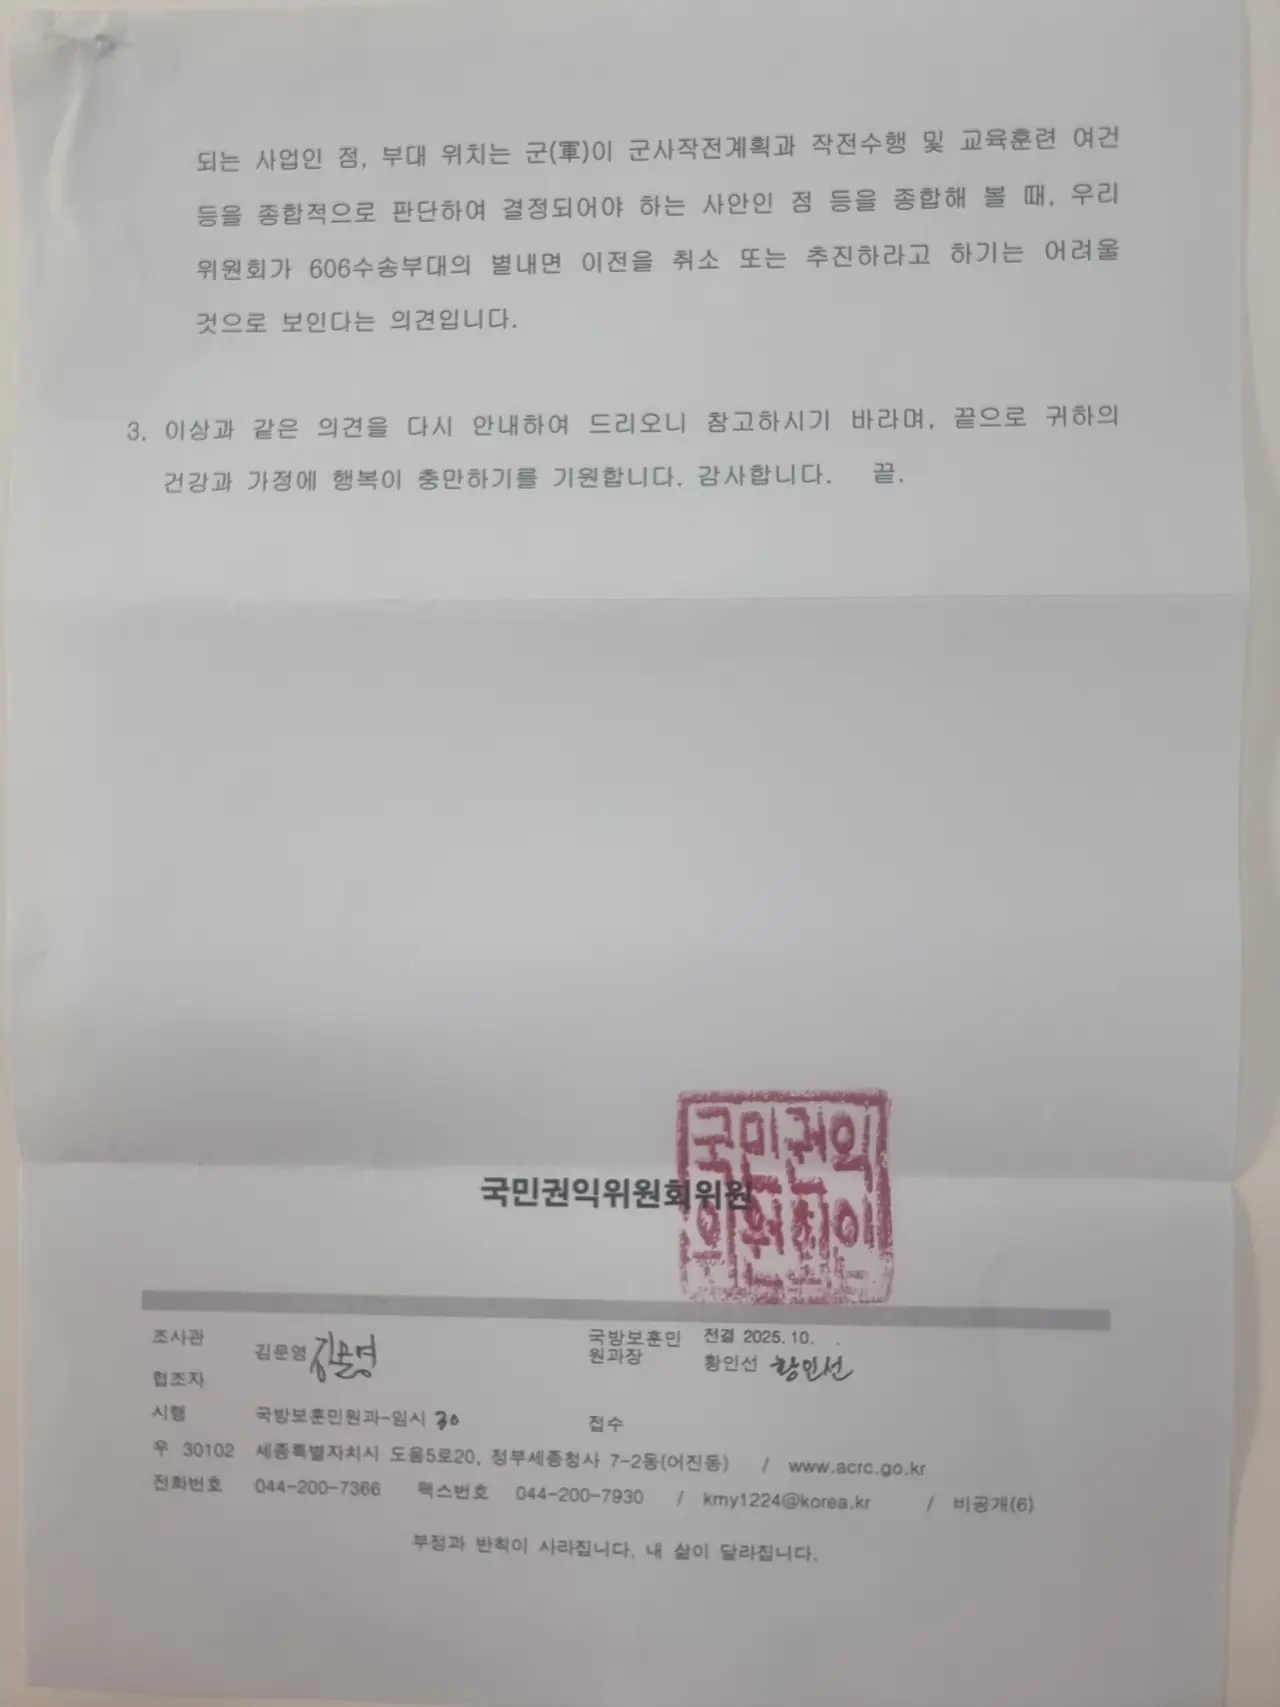 되는 사업인 점, 부대 위치는 군(軍)이 군사작전계획과 작전수행 및 교육훈련 여건
등을 종합적으로 판단하여 결정되어야 하는 사안인 점 등을 종합해 볼 때, 우리
위원회가 606수송부대의 별내면 이전을 취소 또는 추진하라고 하기는 어려울
것으로 보인다는 의견입니다.
3. 이상과 같은 의견을 다시 안내하여 드리오니 참고하시기 바라며, 끝으로 귀하의
건강과 가정에 행복이 충만하기를 기원합니다. 감사합니다. 끝.
국민권익
위원회인
국민권익위원회위원
조사관 김문영 김문영 국방보훈민원과장 전결 2025. 10. .
황인선 황인선
협조자
시행 국방보훈민원과-임시 30 접수
우 30102 세종특별자치시 도움5로20, 정부세종청사 7-2동(어진동) / www.acrc.go.kr
전화번호 044-200-7366 팩스번호 044-200-7930 / kmy1224@korea.kr / 비공개(6)
부정과 반칙이 사라집니다. 내 삶이 달라집니다.